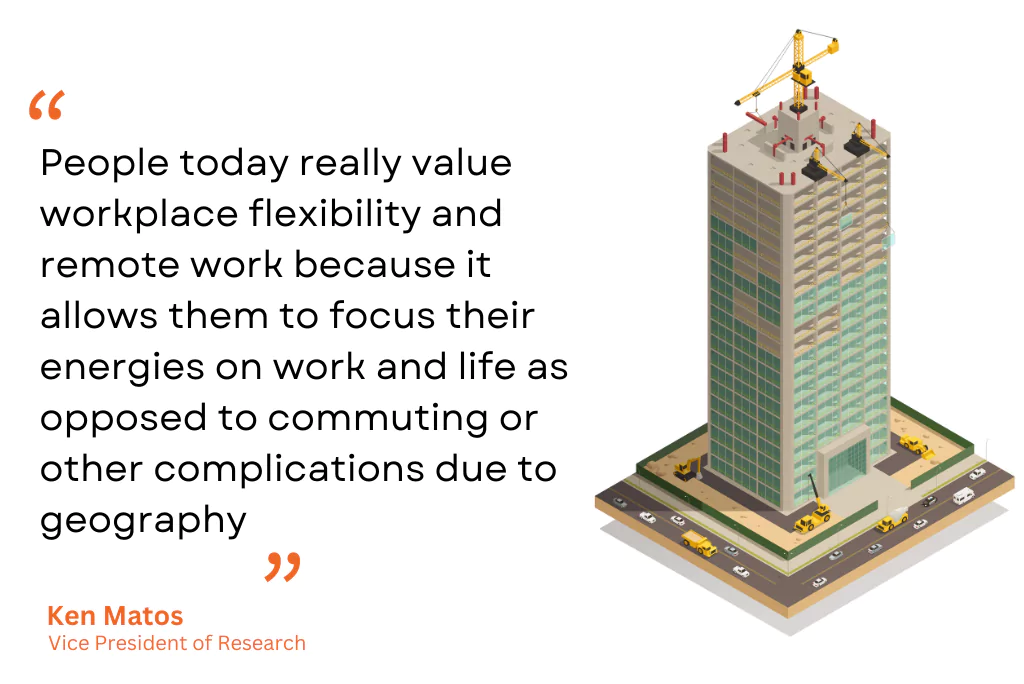 “
People today really value
workplace flexibility and
remote work because it
allows them to focus their
energies on work and life as
opposed to commuting or
other complications due to
geography
”
Ken Matos
Vice President of Research